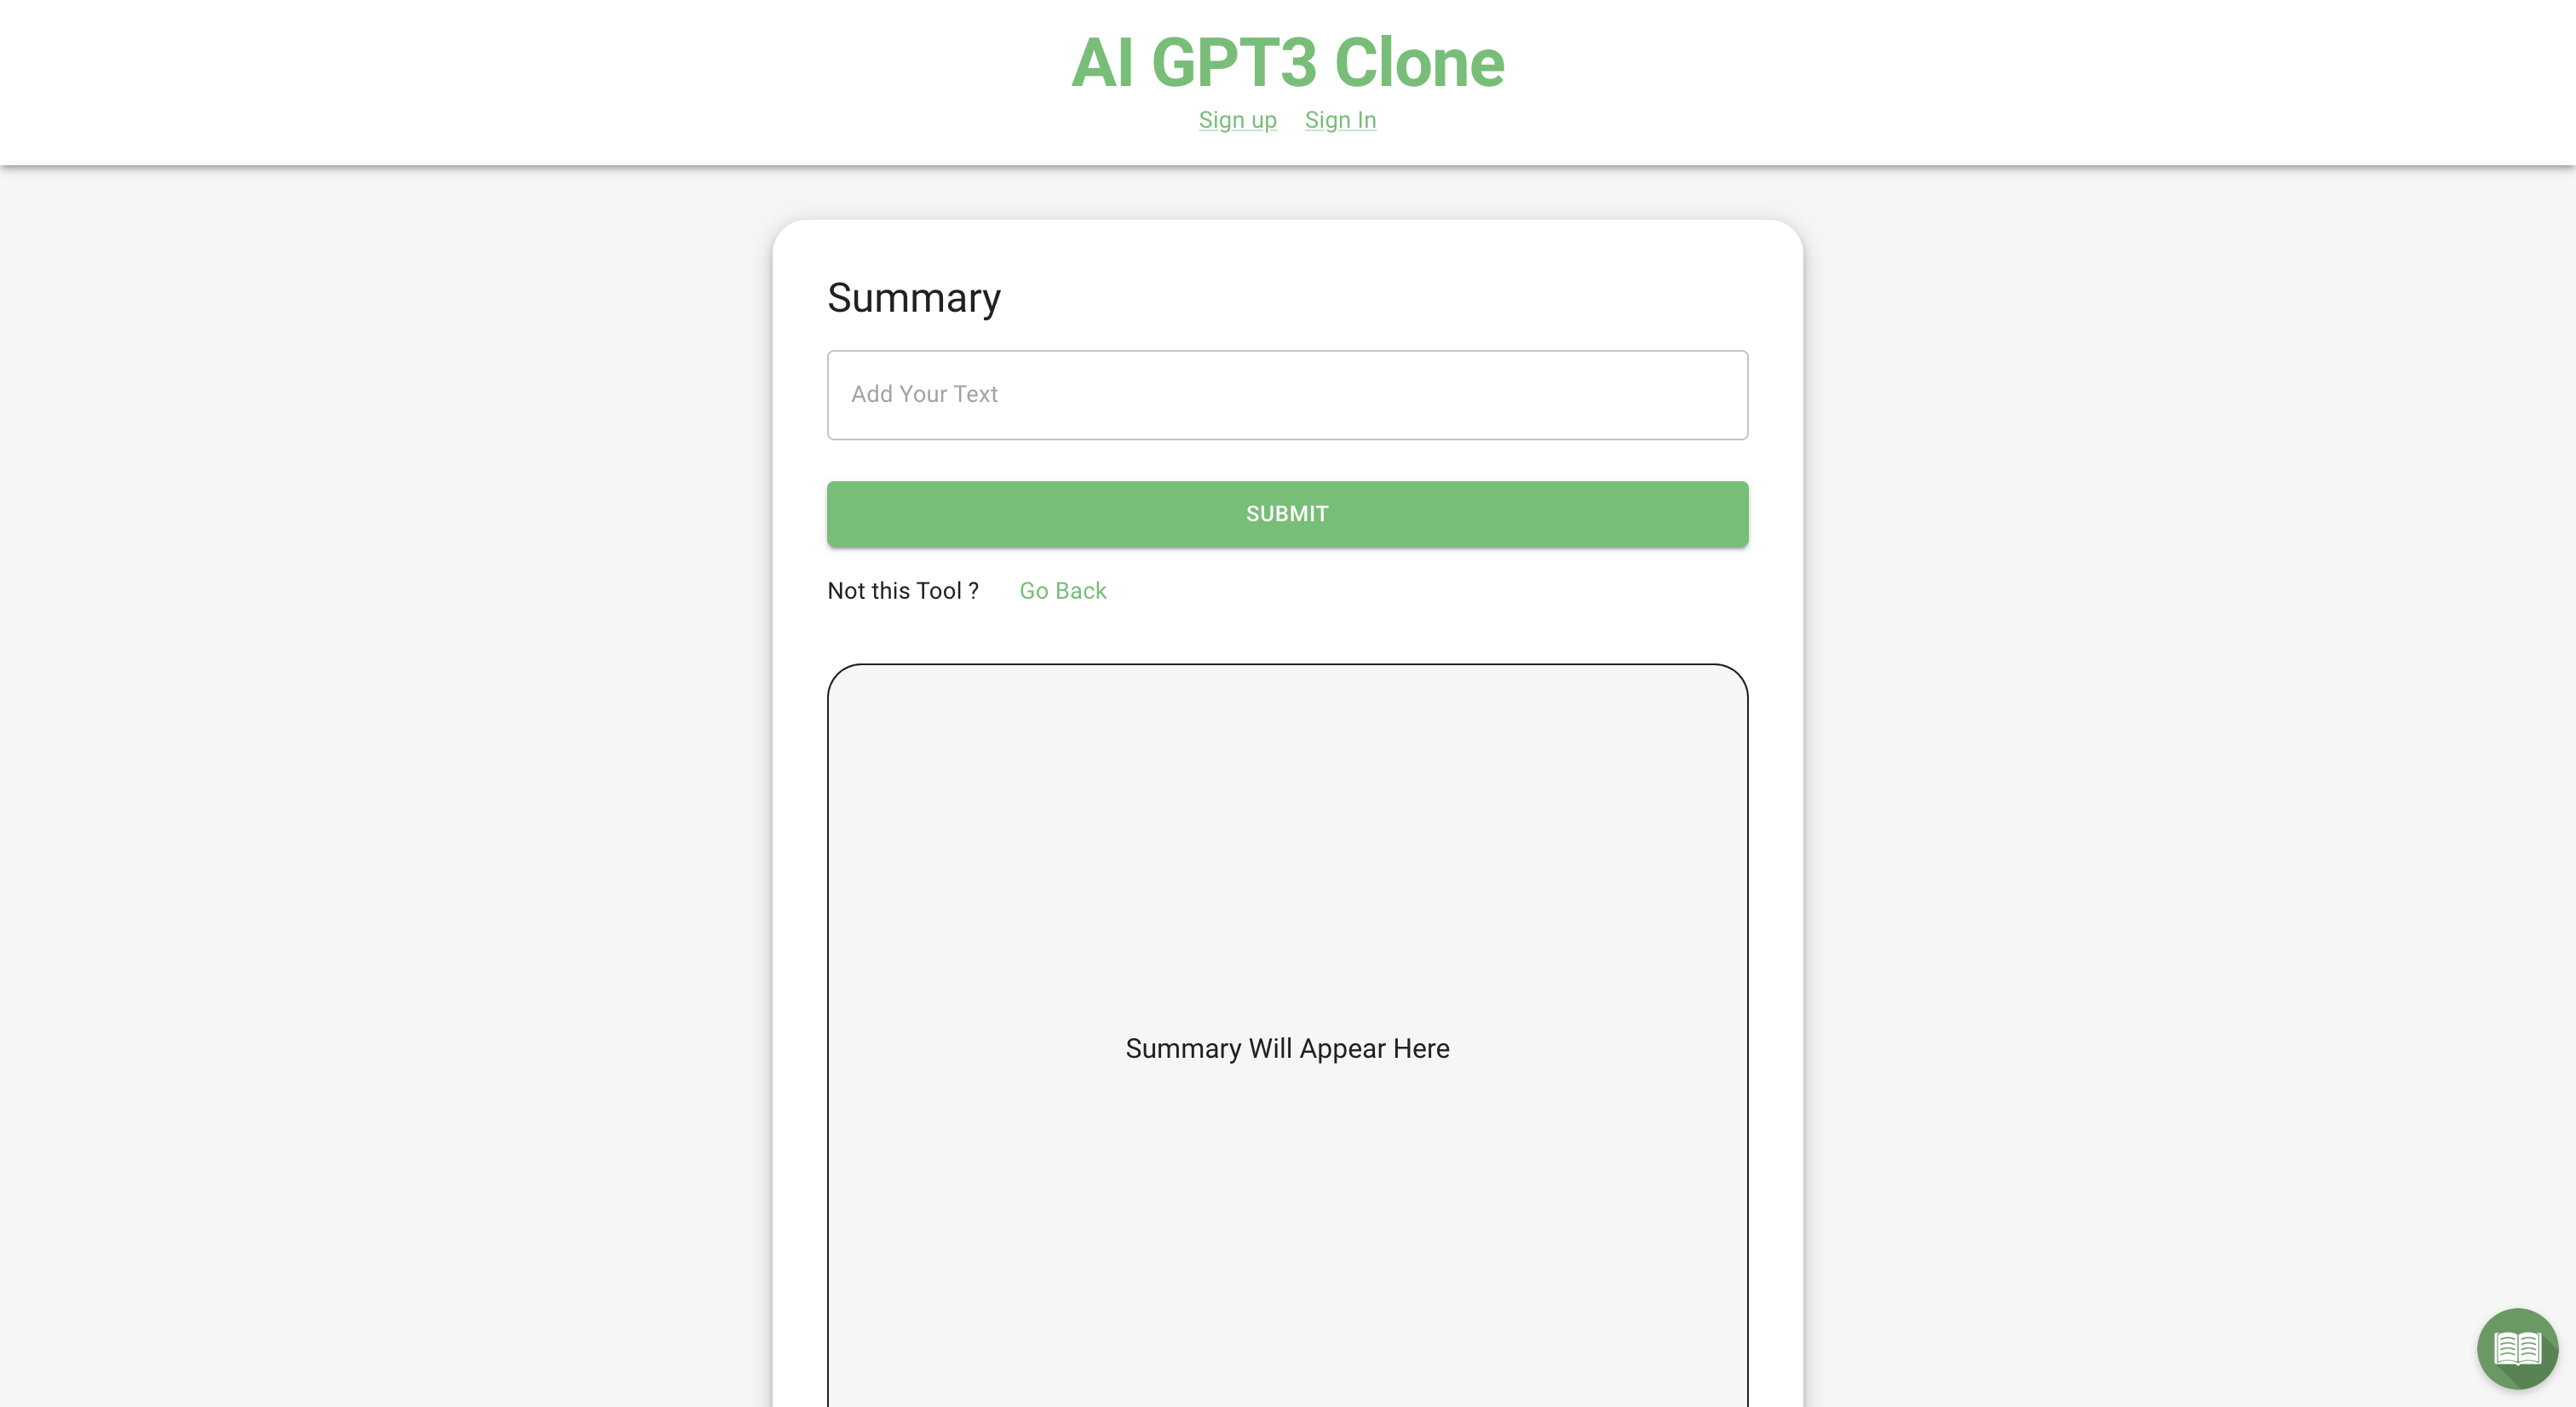 AI GPT3 Clone
Sign up Sign In
Summary
Add Your Text
SUBMIT
Not this Tool ? Go Back
Summary Will Appear Here